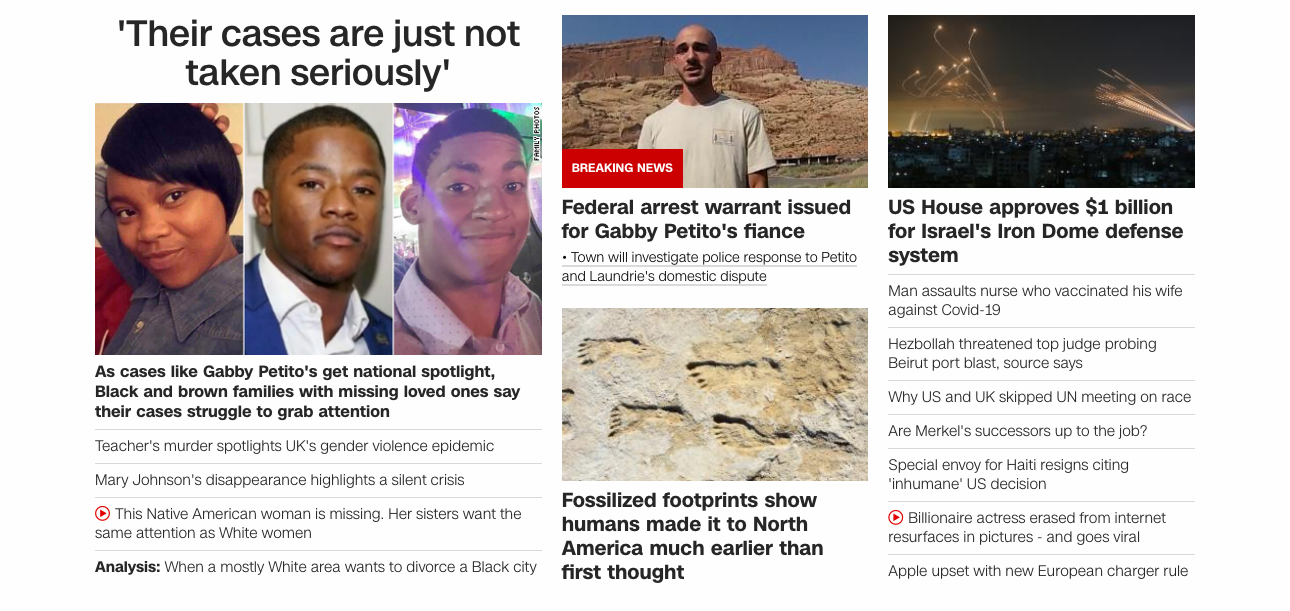 'Their cases are just not
taken seriously'
FAMILY PHOTOS
As cases like Gabby Petito's get national spotlight,
Black and brown families with missing loved ones say
their cases struggle to grab attention
Teacher's murder spotlights UK's gender violence epidemic
Mary Johnson's disappearance highlights a silent crisis
This Native American woman is missing. Her sisters want the
same attention as White women
Analysis: When a mostly White area wants to divorce a Black city
BREAKING NEWS
Federal arrest warrant issued
for Gabby Petito's fiance
• Town will investigate police response to Petito
and Laundrie's domestic dispute
Fossilized footprints show
humans made it to North
America much earlier than
first thought
US House approves $1 billion
for Israel's Iron Dome defense
system
Man assaults nurse who vaccinated his wife
against Covid-19
Hezbollah threatened top judge probing
Beirut port blast, source says
Why US and UK skipped UN meeting on race
Are Merkel's successors up to the job?
Special envoy for Haiti resigns citing
'inhumane' US decision
Billionaire actress erased from internet
resurfaces in pictures - and goes viral
Apple upset with new European charger rule